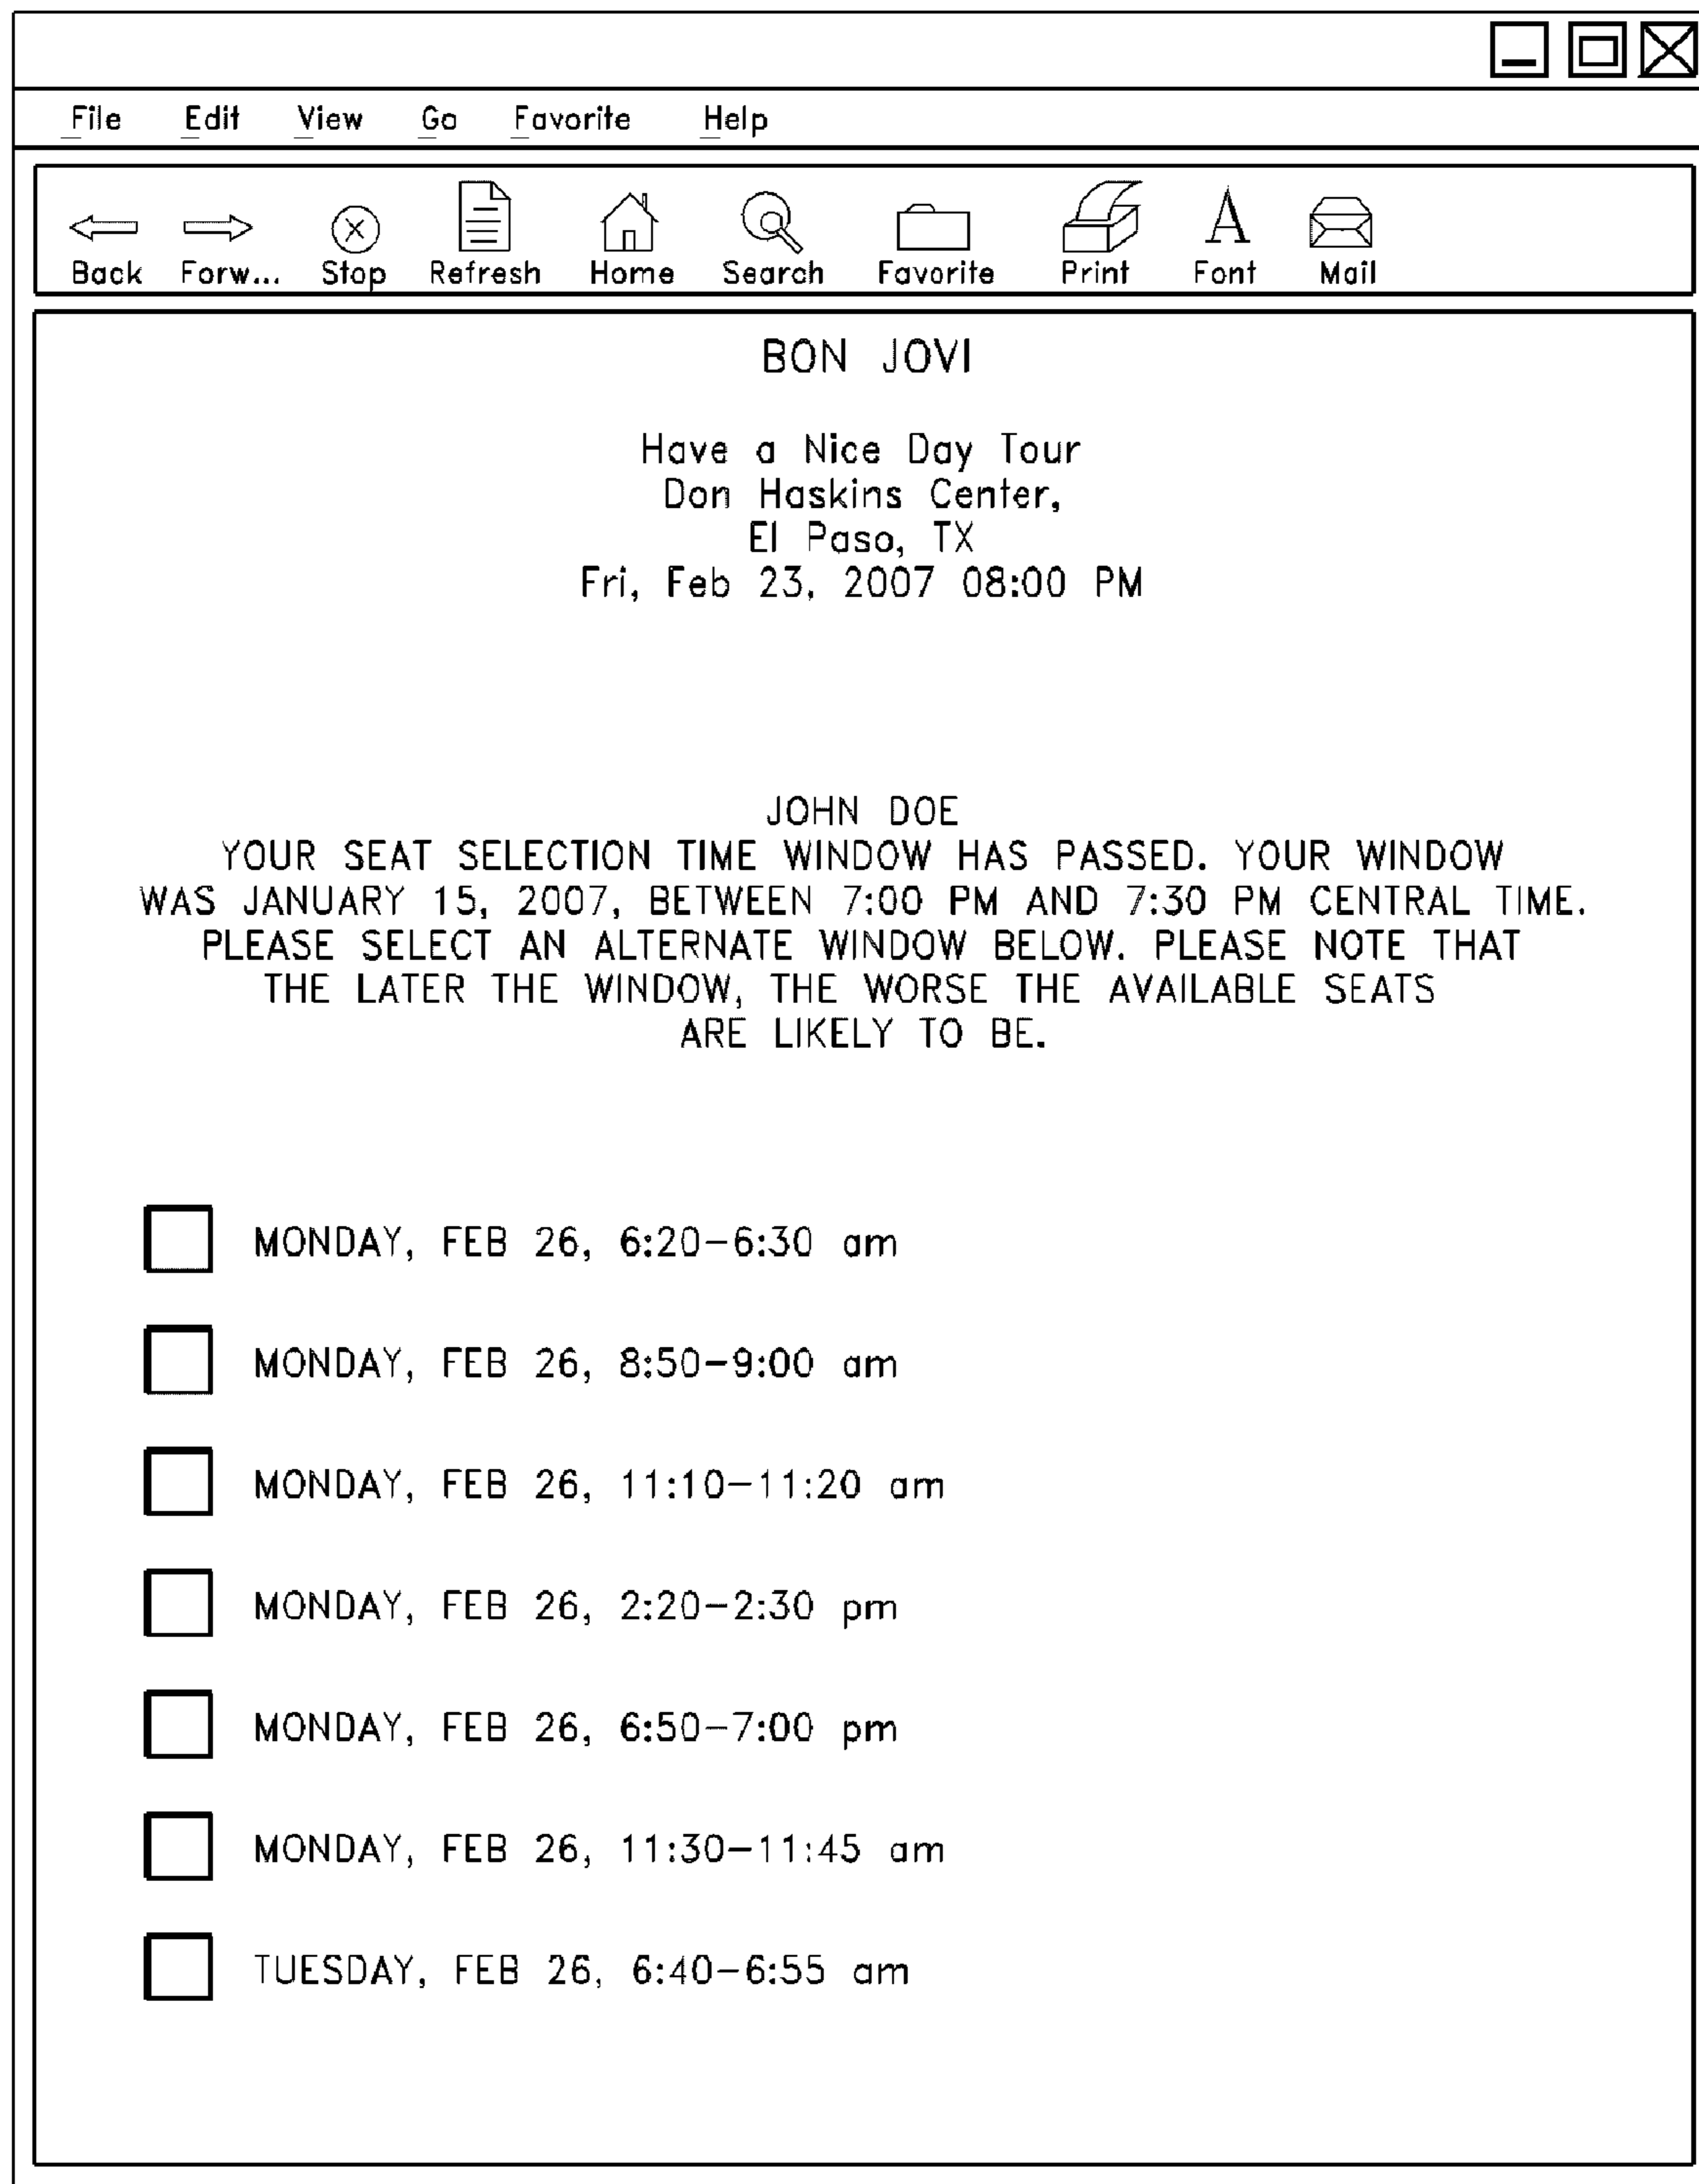 File Edit View Go Favorite Help
Back Forw... Stop Refresh Home Search Favorite Print Font Mail
BON JOVI
Have a Nice Day Tour
Don Haskins Center,
El Paso, TX
Fri, Feb 23, 2007 08:00 PM
JOHN DOE
YOUR SEAT SELECTION TIME WINDOW HAS PASSED. YOUR WINDOW
WAS JANUARY 15, 2007, BETWEEN 7:00 PM AND 7:30 PM CENTRAL TIME.
PLEASE SELECT AN ALTERNATE WINDOW BELOW. PLEASE NOTE THAT
THE LATER THE WINDOW, THE WORSE THE AVAILABLE SEATS
ARE LIKELY TO BE.
MONDAY, FEB 26, 6:20-6:30 am
MONDAY, FEB 26, 8:50-9:00 am
MONDAY, FEB 26, 11:10-11:20 am
MONDAY, FEB 26, 2:20-2:30 pm
MONDAY, FEB 26, 6:50-7:00 pm
MONDAY, FEB 26, 11:30-11:45 am
TUESDAY, FEB 26, 6:40-6:55 am